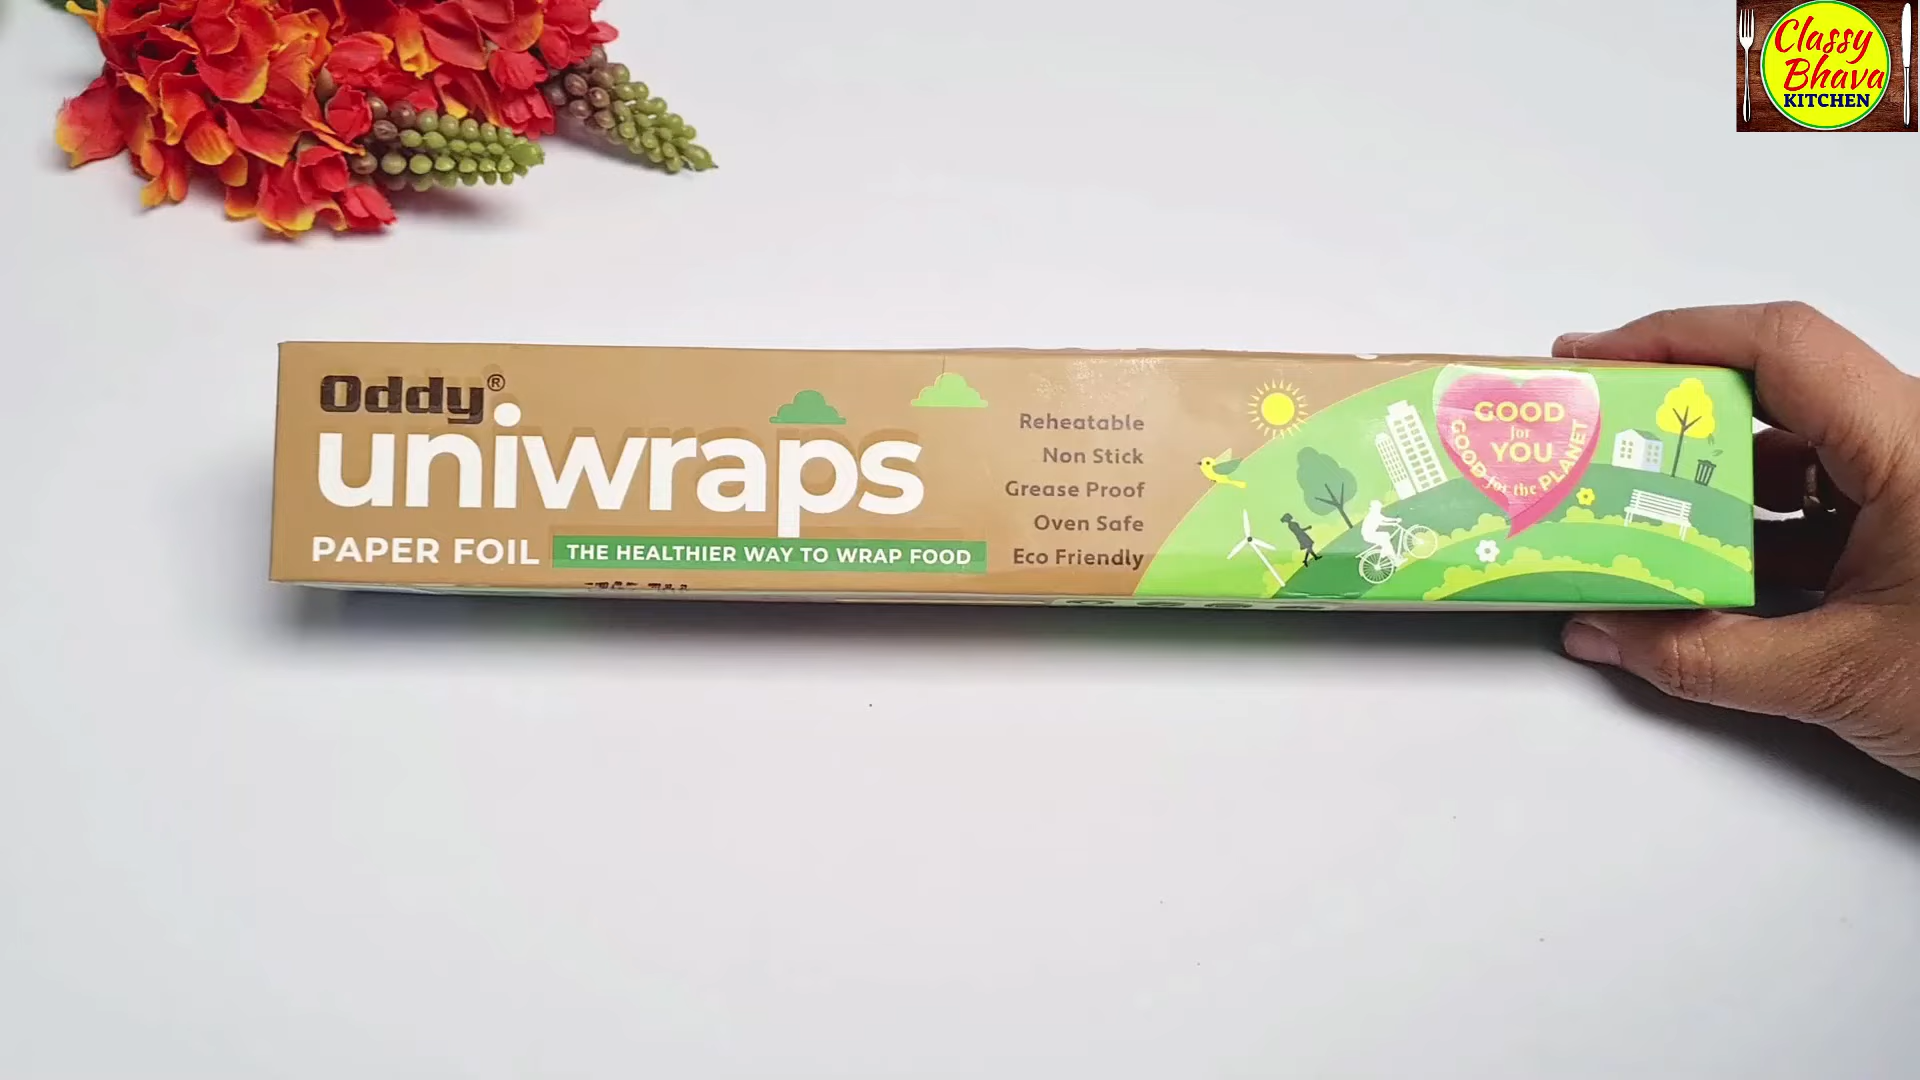 Classy
Bhava
KITCHEN
Oddy®
uniwraps
PAPER FOIL
THE HEALTHIER WAY TO WRAP FOOD
Reheatable
Non Stick
Grease Proof
Oven Safe
Eco Friendly
GOOD
for
YOU
GOOD for the PLANET